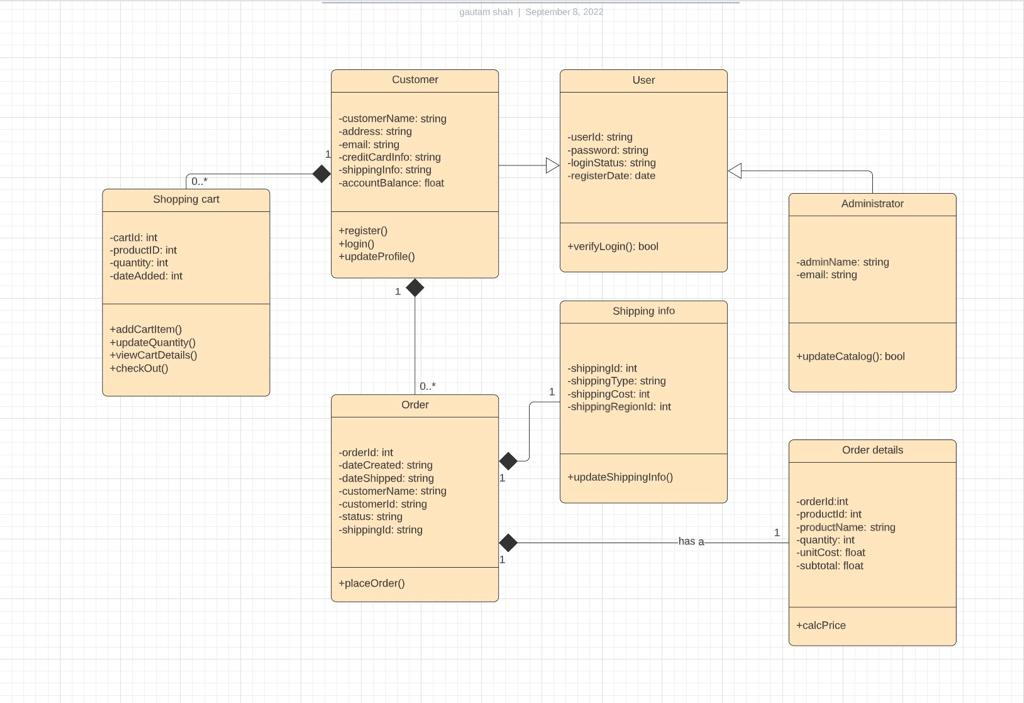 gautam shah | September 8, 2022
Customer
-customerName: string
-address: string
-email: string
-creditCardInfo: string
-shippingInfo: string
-accountBalance: float
+register()
+login()
+updateProfile()
User
-userId: string
-password: string
-loginStatus: string
-registerDate: date
+verifyLogin(): bool
1
0..*
Shopping cart
-cartId: int
-productID: int
-quantity: int
-dateAdded: int
+addCartItem()
+updateQuantity()
+viewCartDetails()
+checkOut()
Administrator
-adminName: string
-email: string
+updateCatalog(): bool
1
0..*
Shipping info
-shippingId: int
-shippingType: string
-shippingCost: int
-shippingRegionId: int
+updateShippingInfo()
Order
-orderId: int
-dateCreated: string
-dateShipped: string
-customerName: string
-customerId: string
-status: string
-shippingId: string
+placeOrder()
1
1
Order details
-orderId:int
-productId: int
-productName: string
-quantity: int
-unitCost: float
-subtotal: float
+calcPrice
1
has a
1